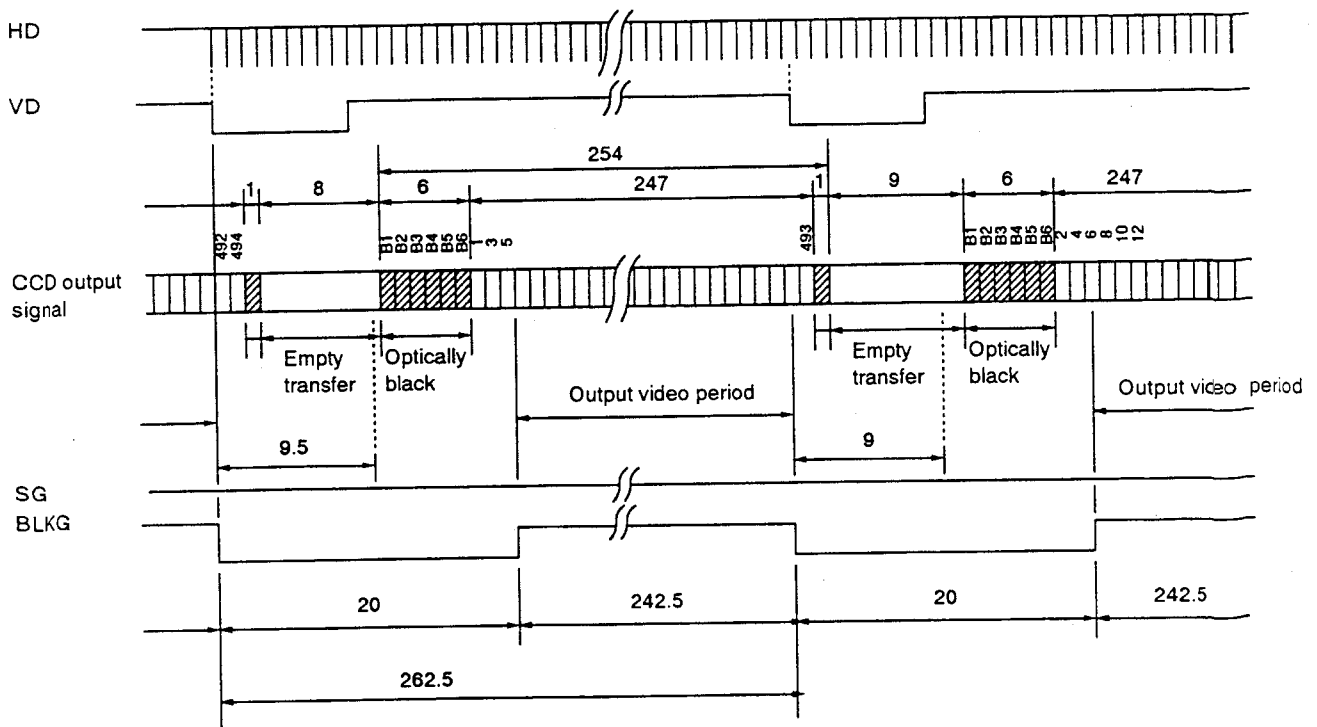 HD
VD
254
1 8 6 247 1 9 6 247
492 494 B1 B2 B3 B4 B5 B6 1 3 5 493 B1 B2 B3 B4 B5 B6 2 4 6 8 10 12
CCD output
signal
Empty
transfer
Optically
black
Empty
transfer
Optically
black
Output video period
Output video period
9.5
9
SG
BLKG
20 242.5 20 242.5
262.5